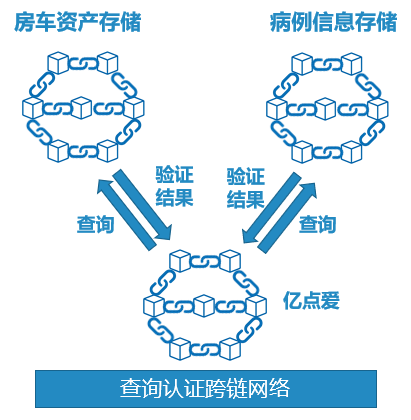 房车资产存储
病例信息存储
验证
结果
验证
结果
查询
查询
亿点爱
查询认证跨链网络